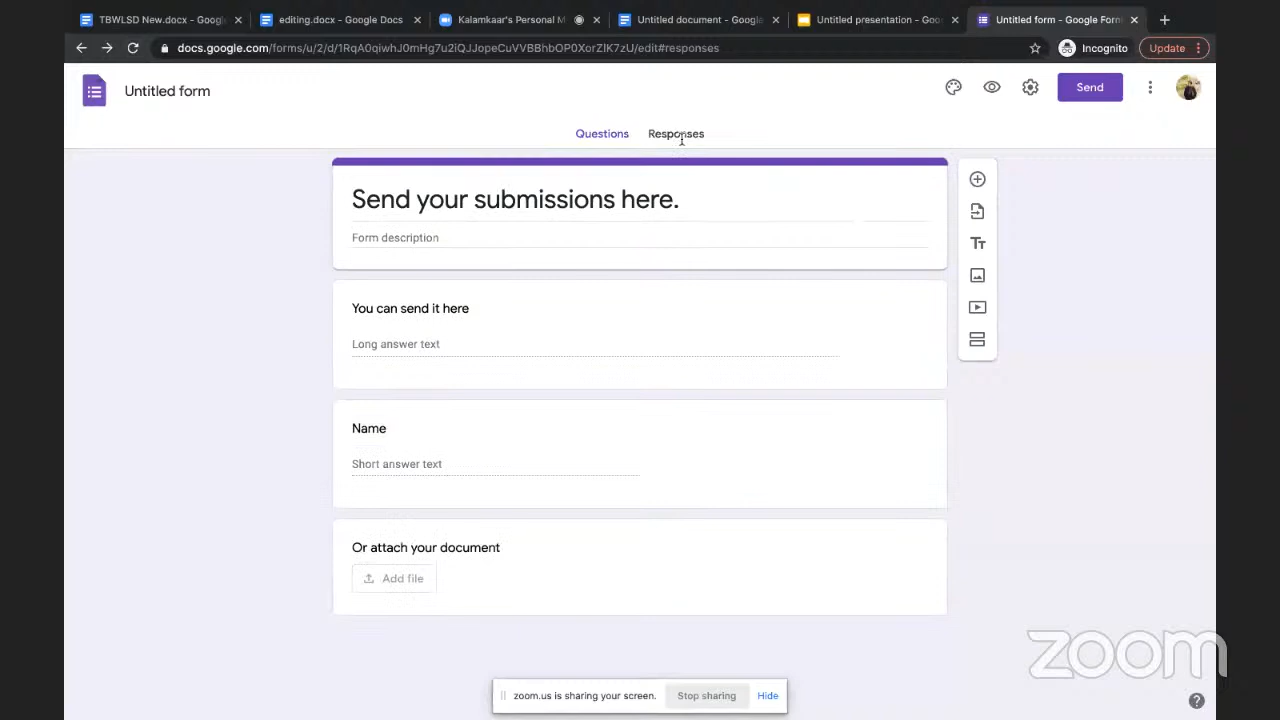 TBWLSD New.docx - Google
editing.docx - Google Docs
Kalamkaar's Personal M
Untitled document - Google
Untitled presentation - Goo
Untitled form - Google Form
docs.google.com/forms/u/2/d/1RqA0qiwhJ0mHg7u2iQJJopeCuVVBBhbOP0XorZlK7zU/edit#responses
Incognito
Update
Untitled form
Send
Questions
Responses
Send your submissions here.
Form description
You can send it here
Long answer text
Name
Short answer text
Or attach your document
Add file
zoom
zoom.us is sharing your screen.
Stop sharing
Hide